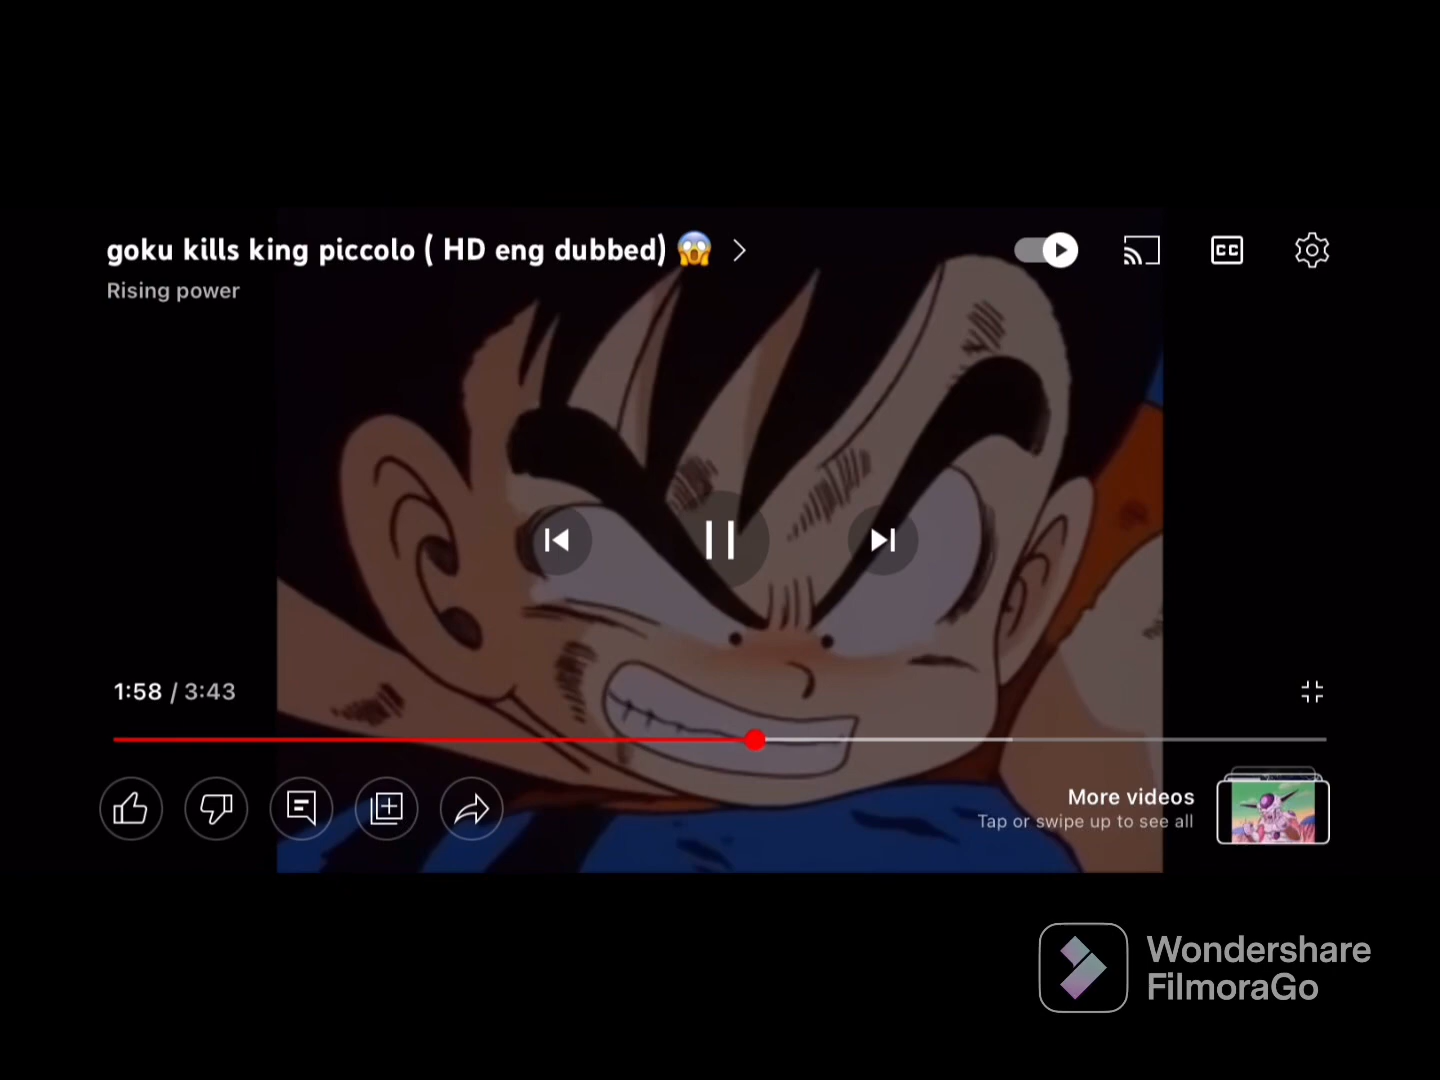 goku kills king piccolo ( HD eng dubbed) 😱
Rising power
CC
1:58 / 3:43
More videos
Tap or swipe up to see all
Wondershare
FilmoraGo